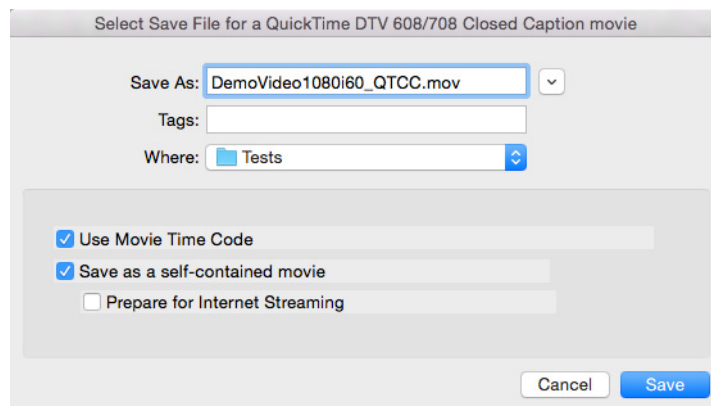 Select Save File for a QuickTime DTV 608/708 Closed Caption movie
Save As: DemoVideo1080i60_QTCC.mov
Tags:
Where: Tests
Use Movie Time Code
Save as a self-contained movie
Prepare for Internet Streaming
Cancel Save